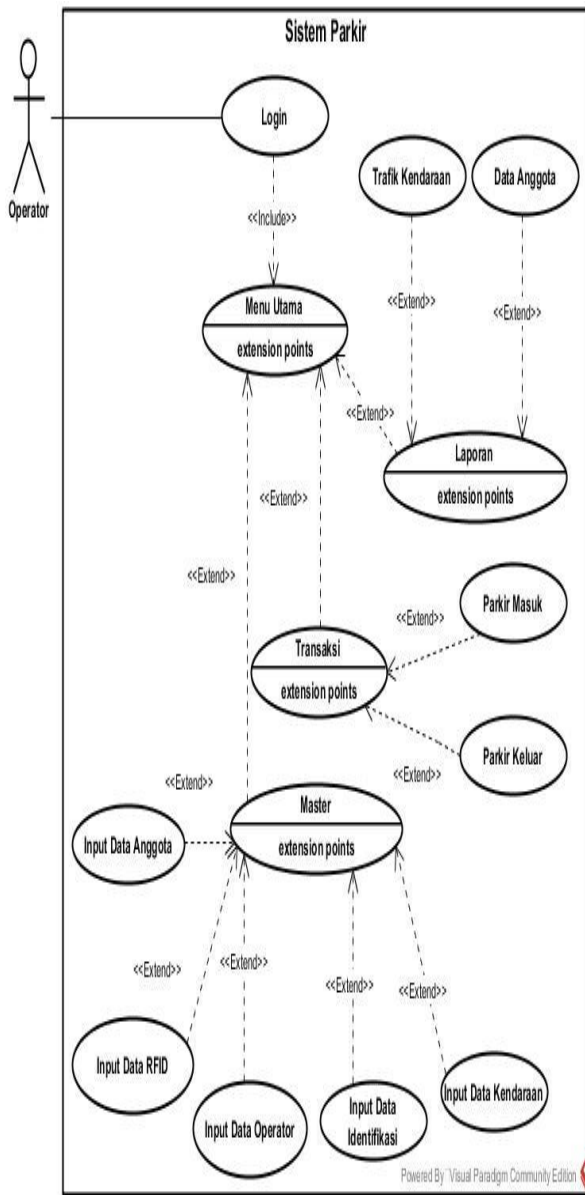 Sistem Parkir
Operator
Login
Trafik Kendaraan
Data Anggota
<<Include>>
<<Extend>>
<<Extend>>
Menu Utama
extension points
<<Extend>>
Laporan
extension points
<<Extend>>
<<Extend>>
Parkir Masuk
<<Extend>>
Transaksi
extension points
Parkir Keluar
<<Extend>>
<<Extend>>
Master
extension points
Input Data Anggota
<<Extend>>
<<Extend>>
<<Extend>>
<<Extend>>
Input Data RFID
Input Data Operator
Input Data
Identifikasi
Input Data Kendaraan
Powered By Visual Paradigm Community Edition